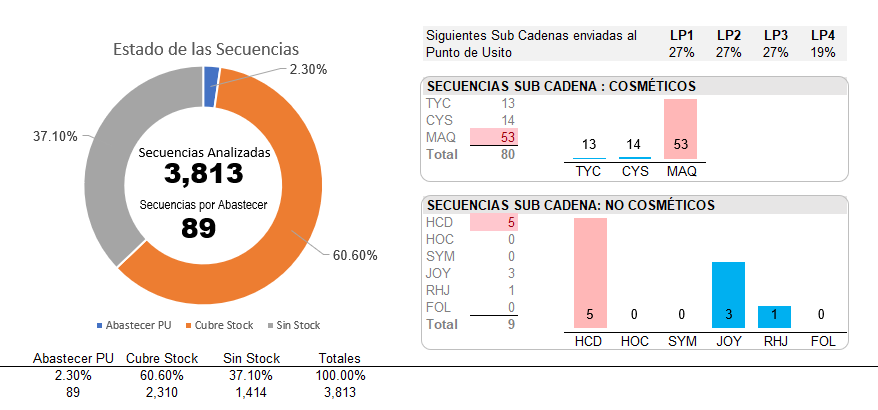 Estado de las Secuencias
2.30%
37.10%
Secuencias Analizadas
3,813
Secuencias por Abastecer
89
60.60%
Abastecer PU Cubre Stock Sin Stock
Abastecer PU Cubre Stock Sin Stock Totales
2.30% 60.60% 37.10% 100.00%
89 2,310 1,414 3,813
Siguientes Sub Cadenas enviadas al LP1 LP2 LP3 LP4
Punto de Usito 27% 27% 27% 19%
SECUENCIAS SUB CADENA : COSMÉTICOS
TYC 13
CYS 14
MAQ 53
Total 80
13 14 53
TYC CYS MAQ
SECUENCIAS SUB CADENA: NO COSMÉTICOS
HCD 5
HOC 0
SYM 0
JOY 3
RHJ 1
FOL 0
Total 9
5 0 0 3 1 0
HCD HOC SYM JOY RHJ FOL